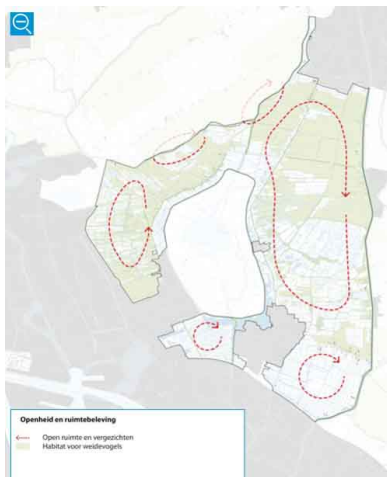 Openheid en ruimtebeleving
Open ruimte en vergezichten
Habitat voor weidevogels